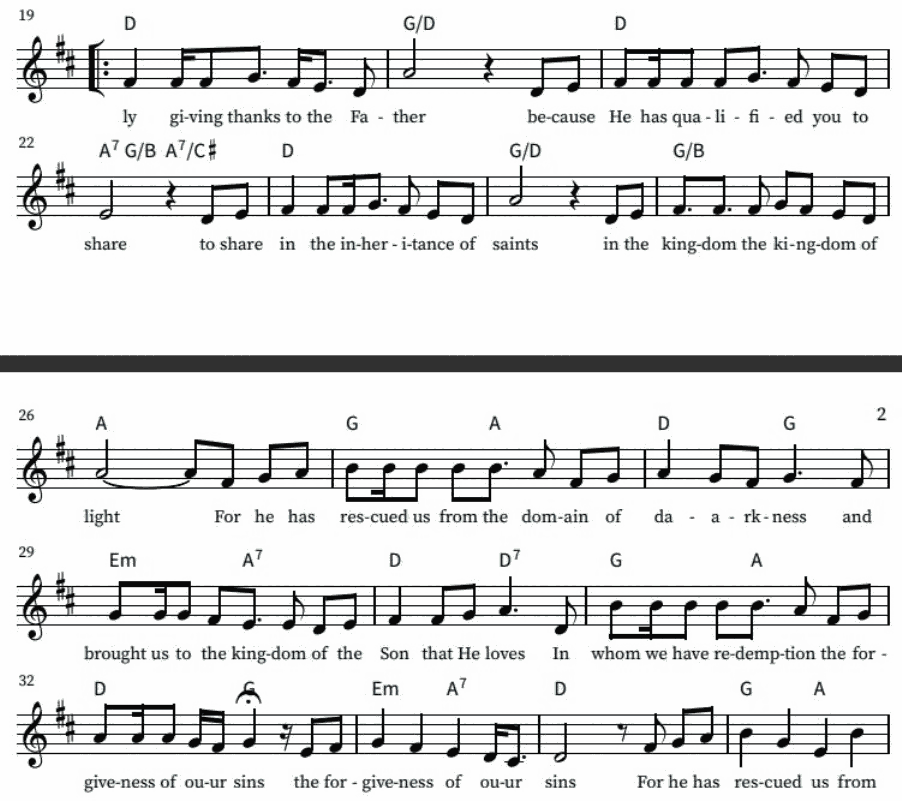 19 D G/D D
ly gi-ving thanks to the Fa - ther be-cause He has qua - li - fi - ed you to
22 A7 G/B A7/C♯ D G/D G/B
share to share in the in-her - i-tance of saints in the king-dom the ki-ng-dom of
26 A G A D G 2
light For he has res-cued us from the dom-ain of da - a - rk-ness and
29 Em A7 D D7 G A
brought us to the king-dom of the Son that He loves In whom we have re-demp-tion the for -
32 D G Em A7 D G A
give-ness of ou-ur sins the for - give-ness of ou-ur sins For he has res-cued us from